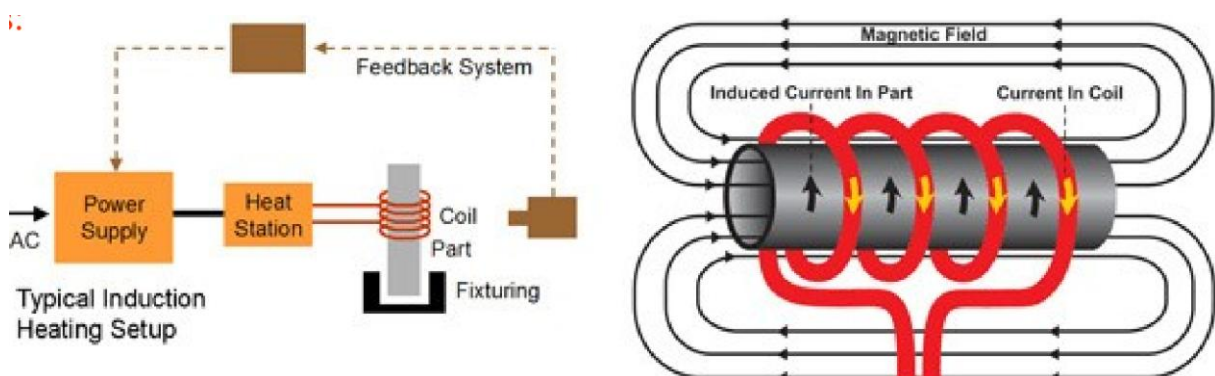 Feedback System
AC
Power
Supply
Heat
Station
Coil
Part
Fixturing
Typical Induction
Heating Setup
Magnetic Field
Induced Current In Part
Current In Coil